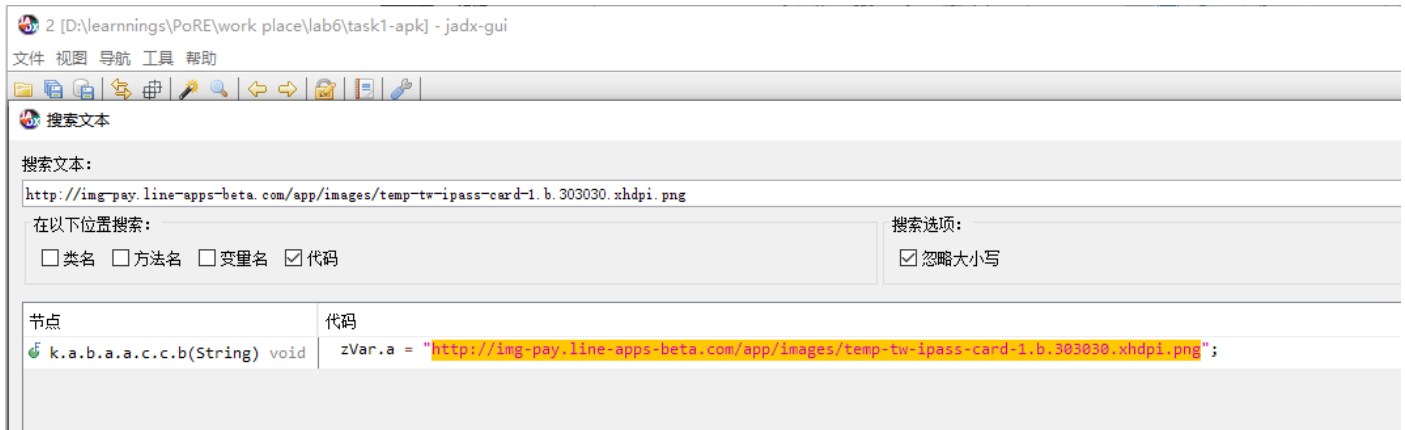 2 [D:\learnnings\PoRE\work place\lab6\task1-apk] - jadx-gui
文件 视图 导航 工具 帮助
搜索文本
搜索文本:
http://img-pay.line-apps-beta.com/app/images/temp-tw-ipass-card-1.b.303030.xhdpi.png
在以下位置搜索: 搜索选项:
类名 方法名 变量名 代码 忽略大小写
节点 代码
k.a.b.a.a.c.c.b(String) void zVar.a = "http://img-pay.line-apps-beta.com/app/images/temp-tw-ipass-card-1.b.303030.xhdpi.png";